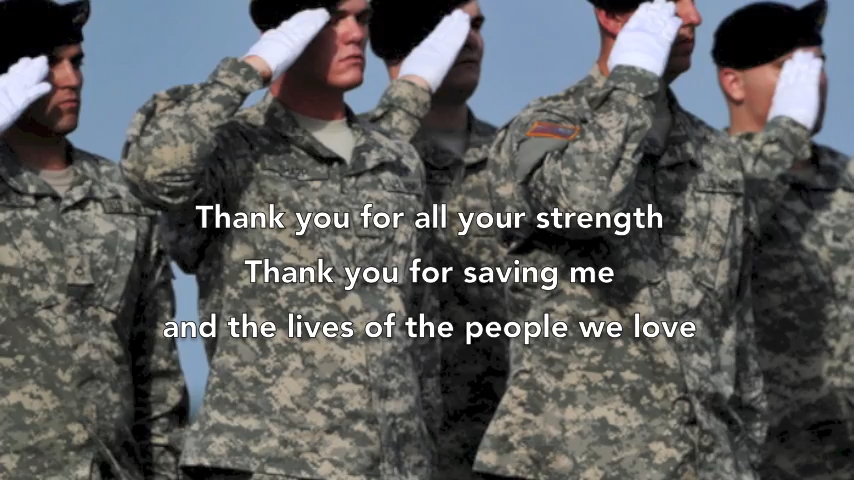 Thank you for all your strength
Thank you for saving me
and the lives of the people we love